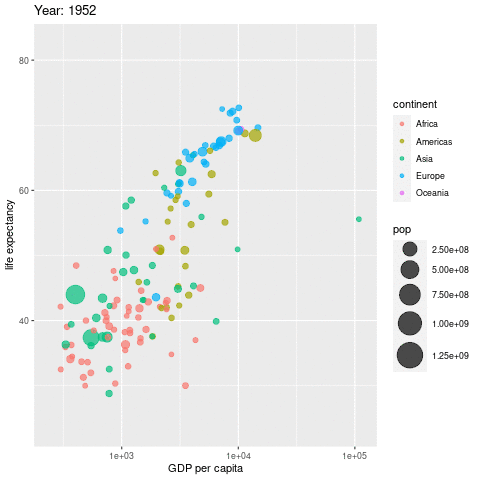 Year: 1952
life expectancy
80
60
40
1e+03
1e+04
1e+05
GDP per capita
continent
Africa
Americas
Asia
Europe
Oceania
pop
2.50e+08
5.00e+08
7.50e+08
1.00e+09
1.25e+09